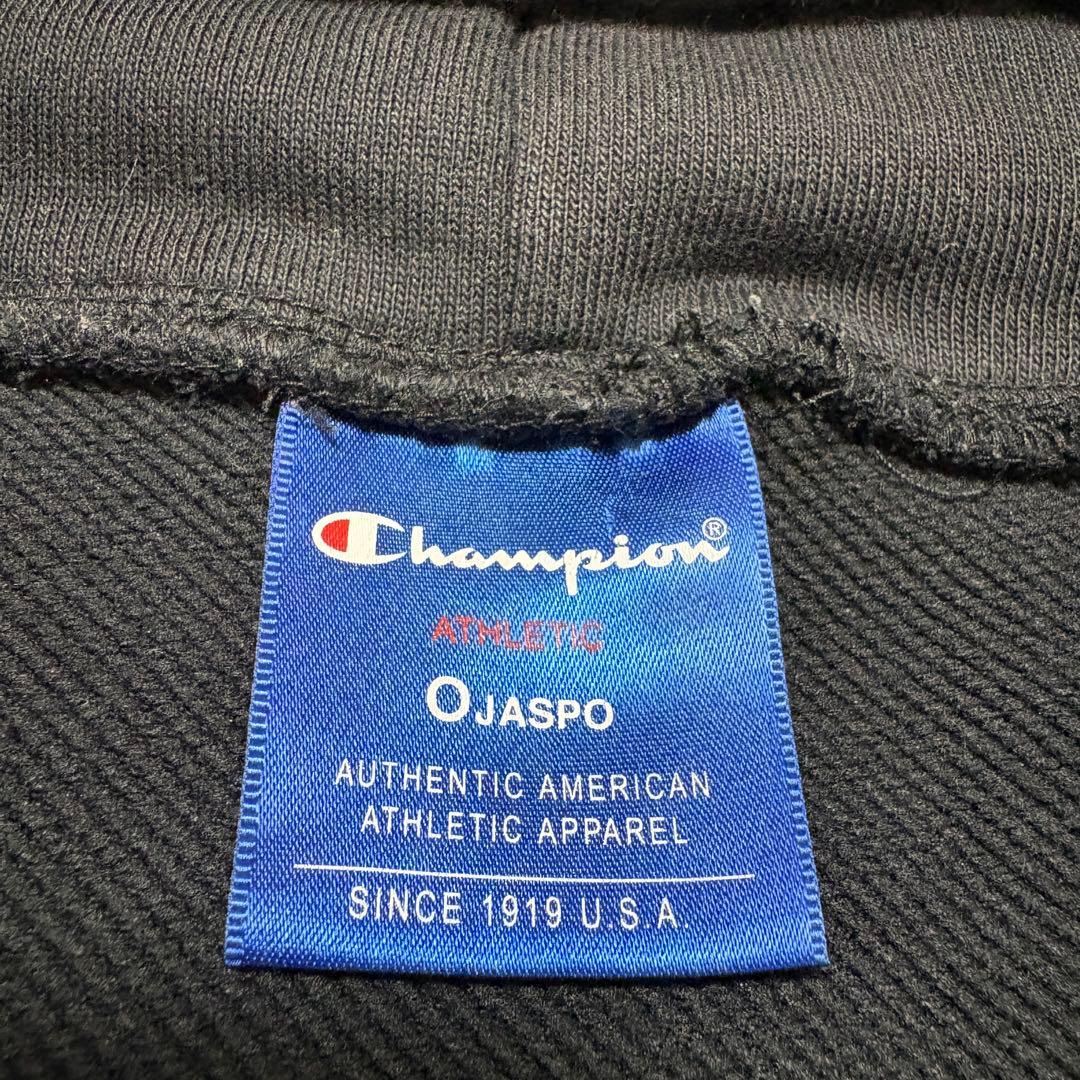 Champion®
ATHLETIC
OJASPO
AUTHENTIC AMERICAN
ATHLETIC APPAREL
SINCE 1919 U.S.A.